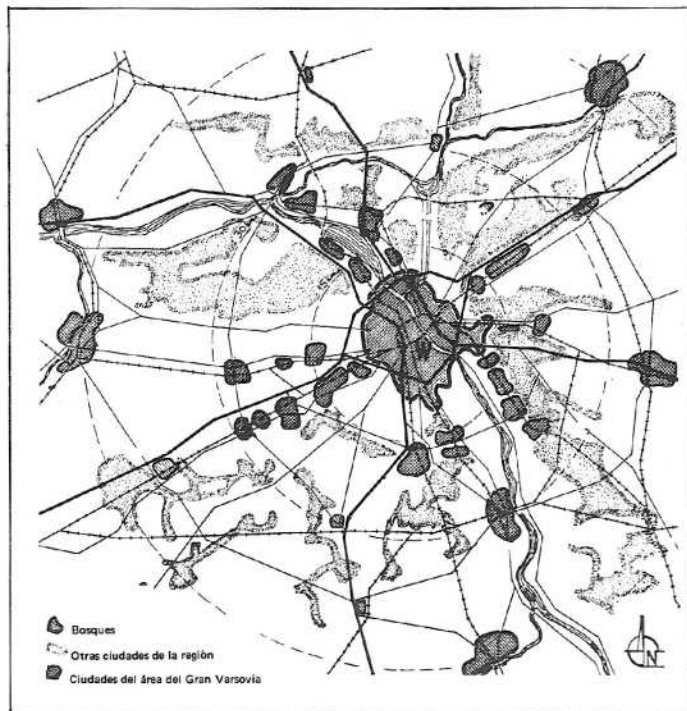 W
Bosques
Otras ciudades de la región
Ciudades del área del Gran Varsovia
N